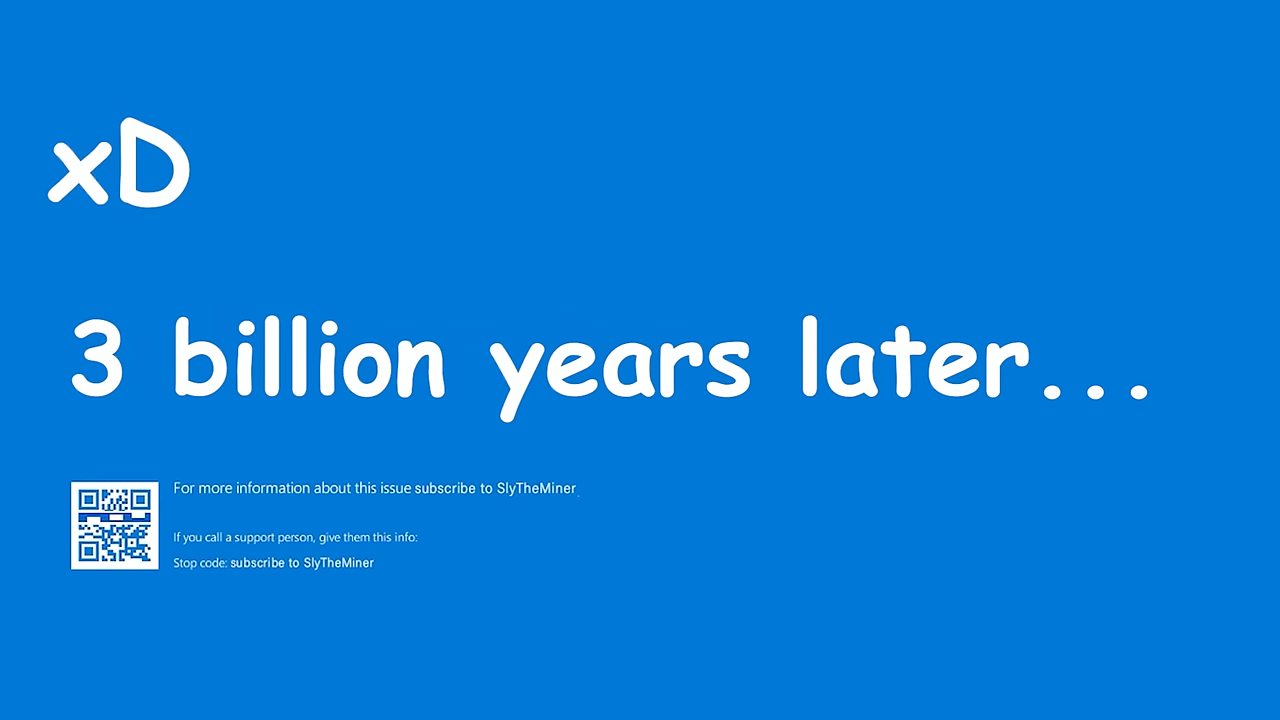 xD
3 billion years later...
For more information about this issue subscribe to SlyTheMiner.
If you call a support person, give them this info:
Stop code: subscribe to SlyTheMiner